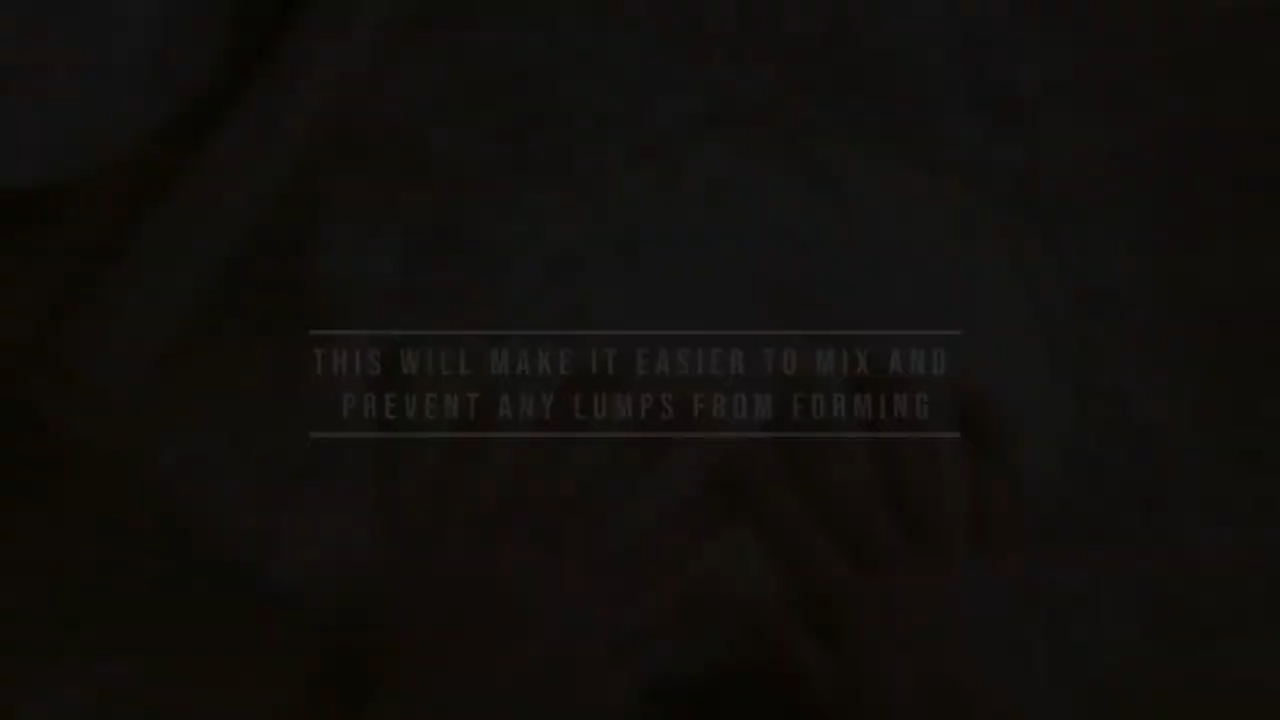 THIS WILL MAKE IT EASIER TO MIX AND
PREVENT ANY LUMPS FROM FORMING